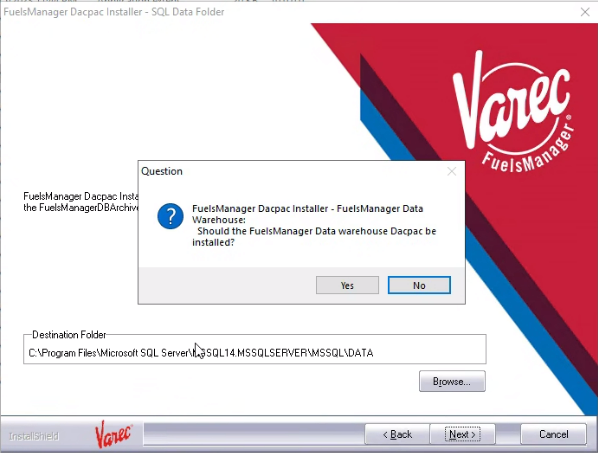 FuelsManager Dacpac Installer - SQL Data Folder
Varec
FuelsManager®
Question
FuelsManager Dacpac Insta
the FuelsManagerDBArchive
FuelsManager Dacpac Installer - FuelsManager Data
Warehouse:
Should the FuelsManager Data warehouse Dacpac be
installed?
Yes
No
Destination Folder
C:\Program Files\Microsoft SQL Server\MSSQL14.MSSQLSERVER\MSSQL\DATA
Browse...
InstallShield
Varec
< Back
Next >
Cancel